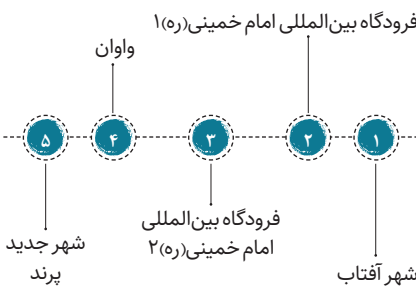 فرودگاه بین‌المللی امام خمینی(ره)۱
واوان
۱
۲
۳
۴
۵
فرودگاه بین‌المللی
امام خمینی(ره)۲
شهر جدید
پرند
شهر آفتاب